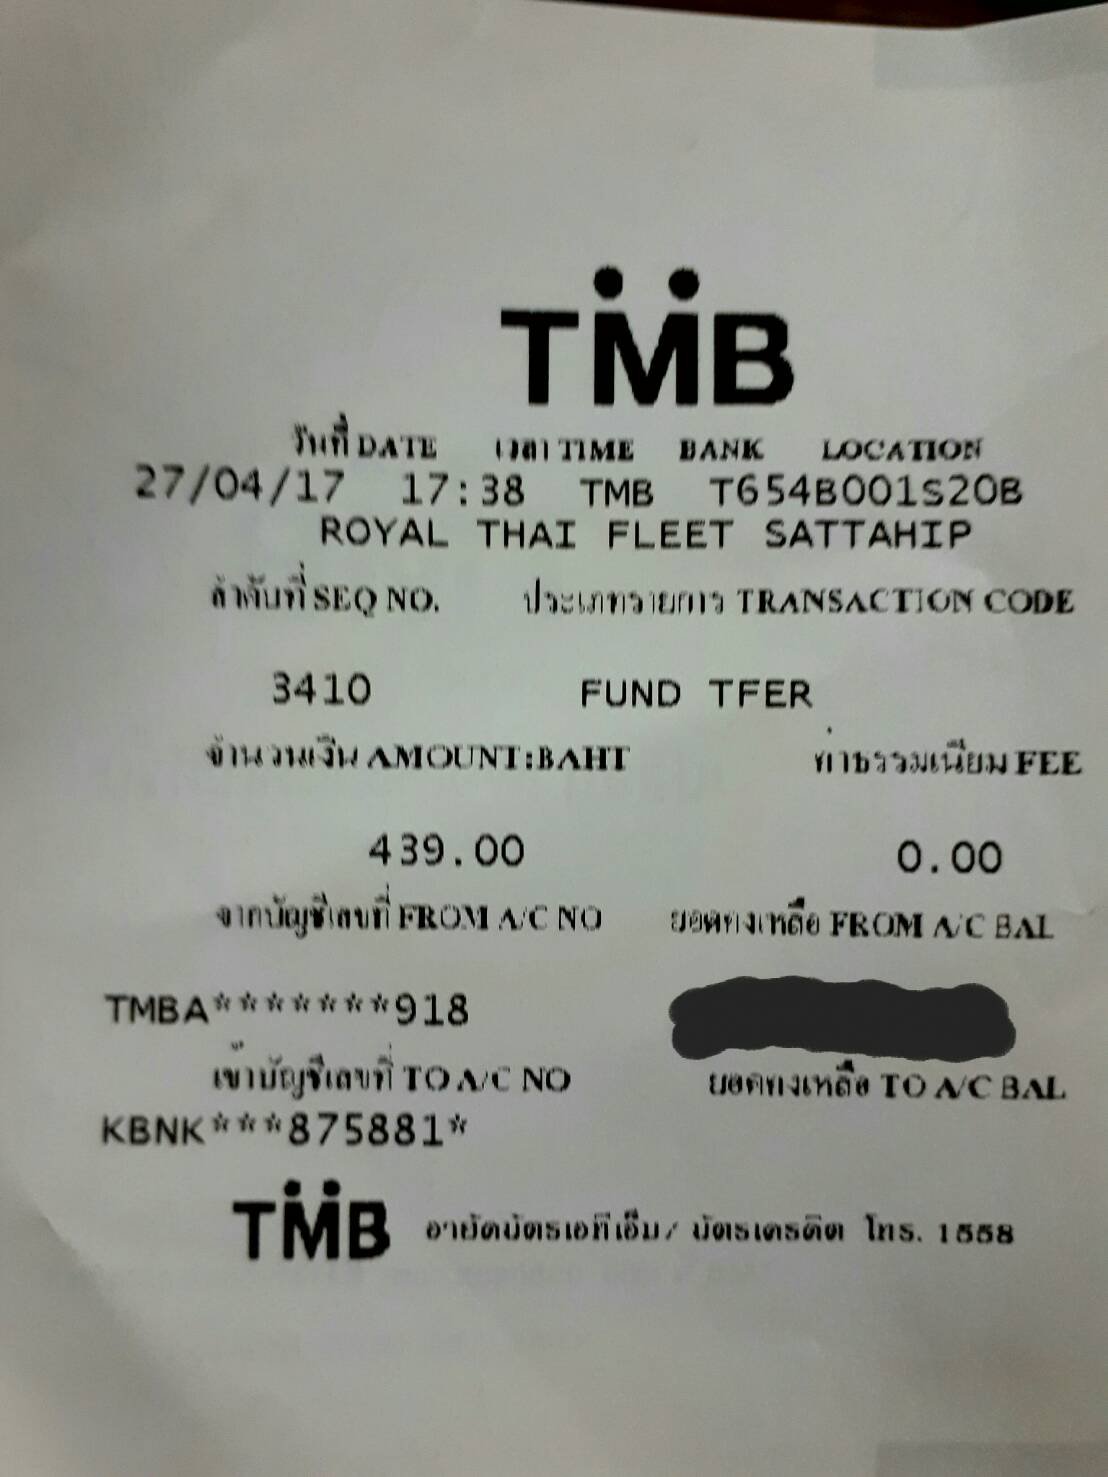 TMB
วันที่ DATE เวลา TIME BANK LOCATION
27/04/17 17:38 TMB T654B001S20B
ROYAL THAI FLEET SATTAHIP
ลำดับที่ SEQ NO. ประเภทรายการ TRANSACTION CODE
3410 FUND TFER
จำนวนเงิน AMOUNT:BAHT ค่าธรรมเนียม FEE
439.00 0.00
จากบัญชีเลขที่ FROM A/C NO ยอดคงเหลือ FROM A/C BAL
TMBA*******918
เข้าบัญชีเลขที่ TO A/C NO ยอดคงเหลือ TO A/C BAL
KBNK***875881*
TMB อายัดบัตรเอทีเอ็ม/ บัตรเครดิต โทร. 1558